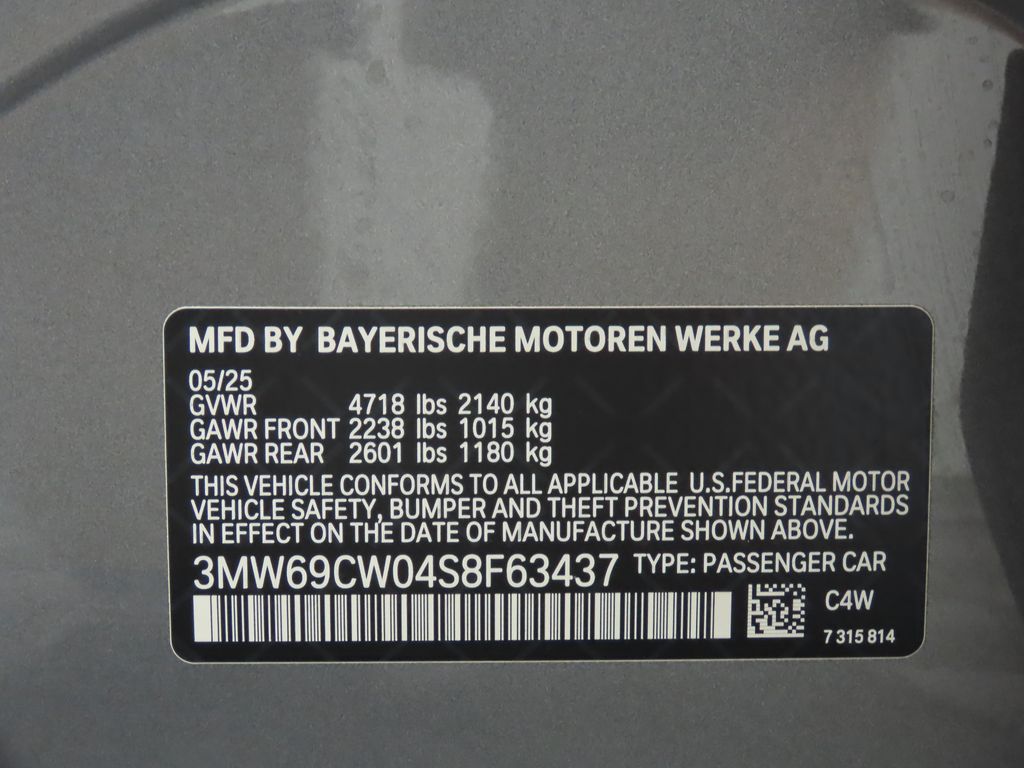 MFD BY BAYERISCHE MOTOREN WERKE AG
05/25
GVWR 4718 lbs 2140 kg
GAWR FRONT 2238 lbs 1015 kg
GAWR REAR 2601 lbs 1180 kg
THIS VEHICLE CONFORMS TO ALL APPLICABLE U.S.FEDERAL MOTOR
VEHICLE SAFETY, BUMPER AND THEFT PREVENTION STANDARDS
IN EFFECT ON THE DATE OF MANUFACTURE SHOWN ABOVE.
3MW69CW04S8F63437 TYPE: PASSENGER CAR
C4W
7 315 814